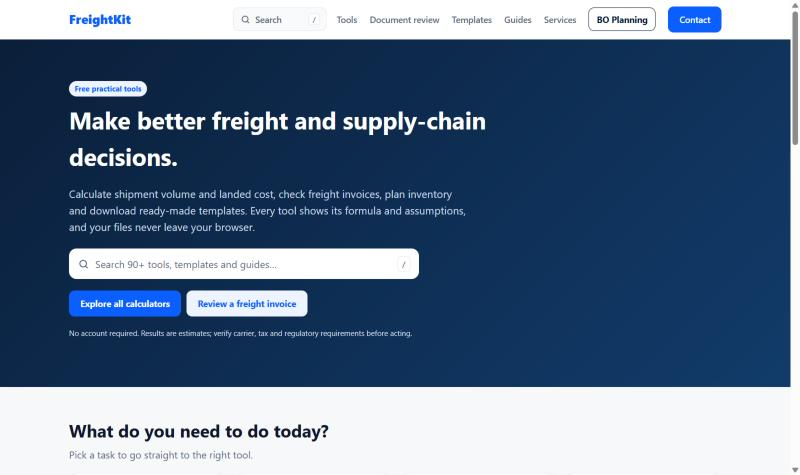 FreightKit
Search /
Tools
Document review
Templates
Guides
Services
BO Planning
Contact
Free practical tools
Make better freight and supply-chain
decisions.
Calculate shipment volume and landed cost, check freight invoices, plan inventory
and download ready-made templates. Every tool shows its formula and assumptions,
and your files never leave your browser.
Search 90+ tools, templates and guides... /
Explore all calculators
Review a freight invoice
No account required. Results are estimates; verify carrier, tax and regulatory requirements before acting.
What do you need to do today?
Pick a task to go straight to the right tool.